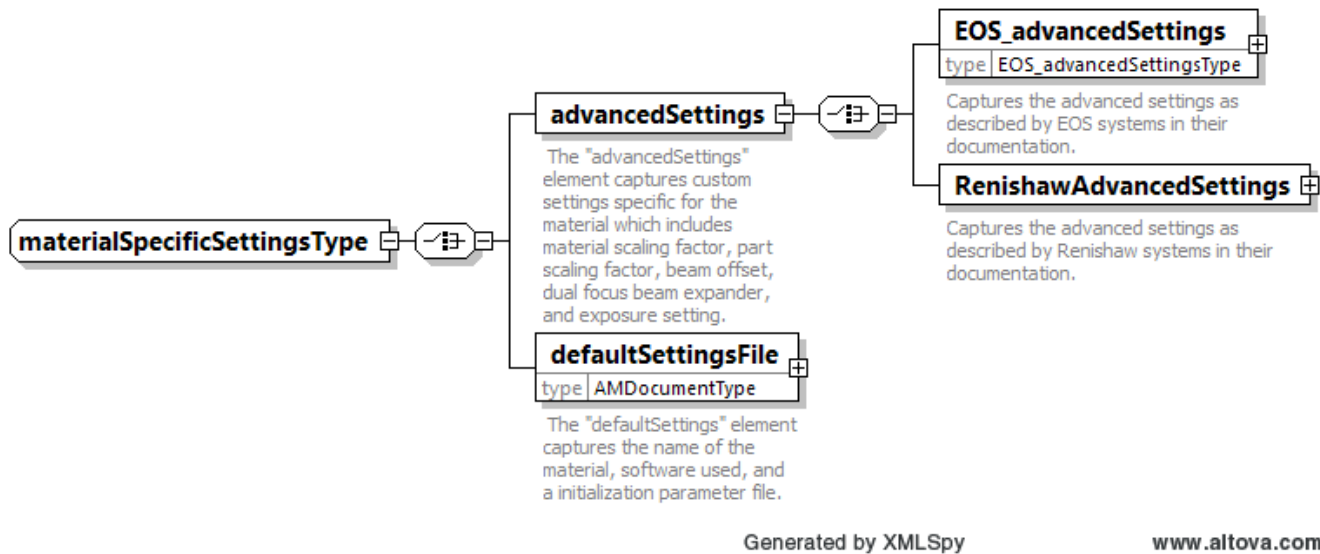 materialSpecificSettingsType
advancedSettings
The "advancedSettings"
element captures custom
settings specific for the
material which includes
material scaling factor, part
scaling factor, beam offset,
dual focus beam expander,
and exposure setting.
EOS_advancedSettings
type EOS_advancedSettingsType
Captures the advanced settings as
described by EOS systems in their
documentation.
RenishawAdvancedSettings
Captures the advanced settings as
described by Renishaw systems in their
documentation.
defaultSettingsFile
type AMDocumentType
The "defaultSettings" element
captures the name of the
material, software used, and
a initialization parameter file.
Generated by XMLSpy
www.altova.com